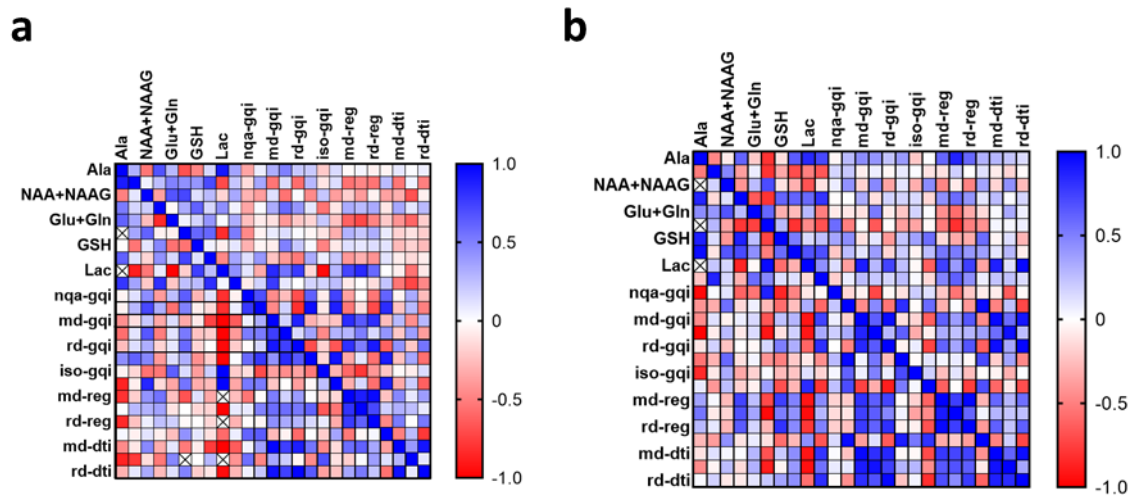 a
Ala
NAA+NAAG
Glu+Gln
GSH
Lac
nqa-gqi
md-gqi
rd-gqi
iso-gqi
md-reg
rd-reg
md-dti
rd-dti
Ala
NAA+NAAG
Glu+Gln
GSH
Lac
nqa-gqi
md-gqi
rd-gqi
iso-gqi
md-reg
rd-reg
md-dti
rd-dti
1.0
0.5
0
-0.5
-1.0
b
Ala
NAA+NAAG
Glu+Gln
GSH
Lac
nqa-gqi
md-gqi
rd-gqi
iso-gqi
md-reg
rd-reg
md-dti
rd-dti
Ala
NAA+NAAG
Glu+Gln
GSH
Lac
nqa-gqi
md-gqi
rd-gqi
iso-gqi
md-reg
rd-reg
md-dti
rd-dti
1.0
0.5
0
-0.5
-1.0